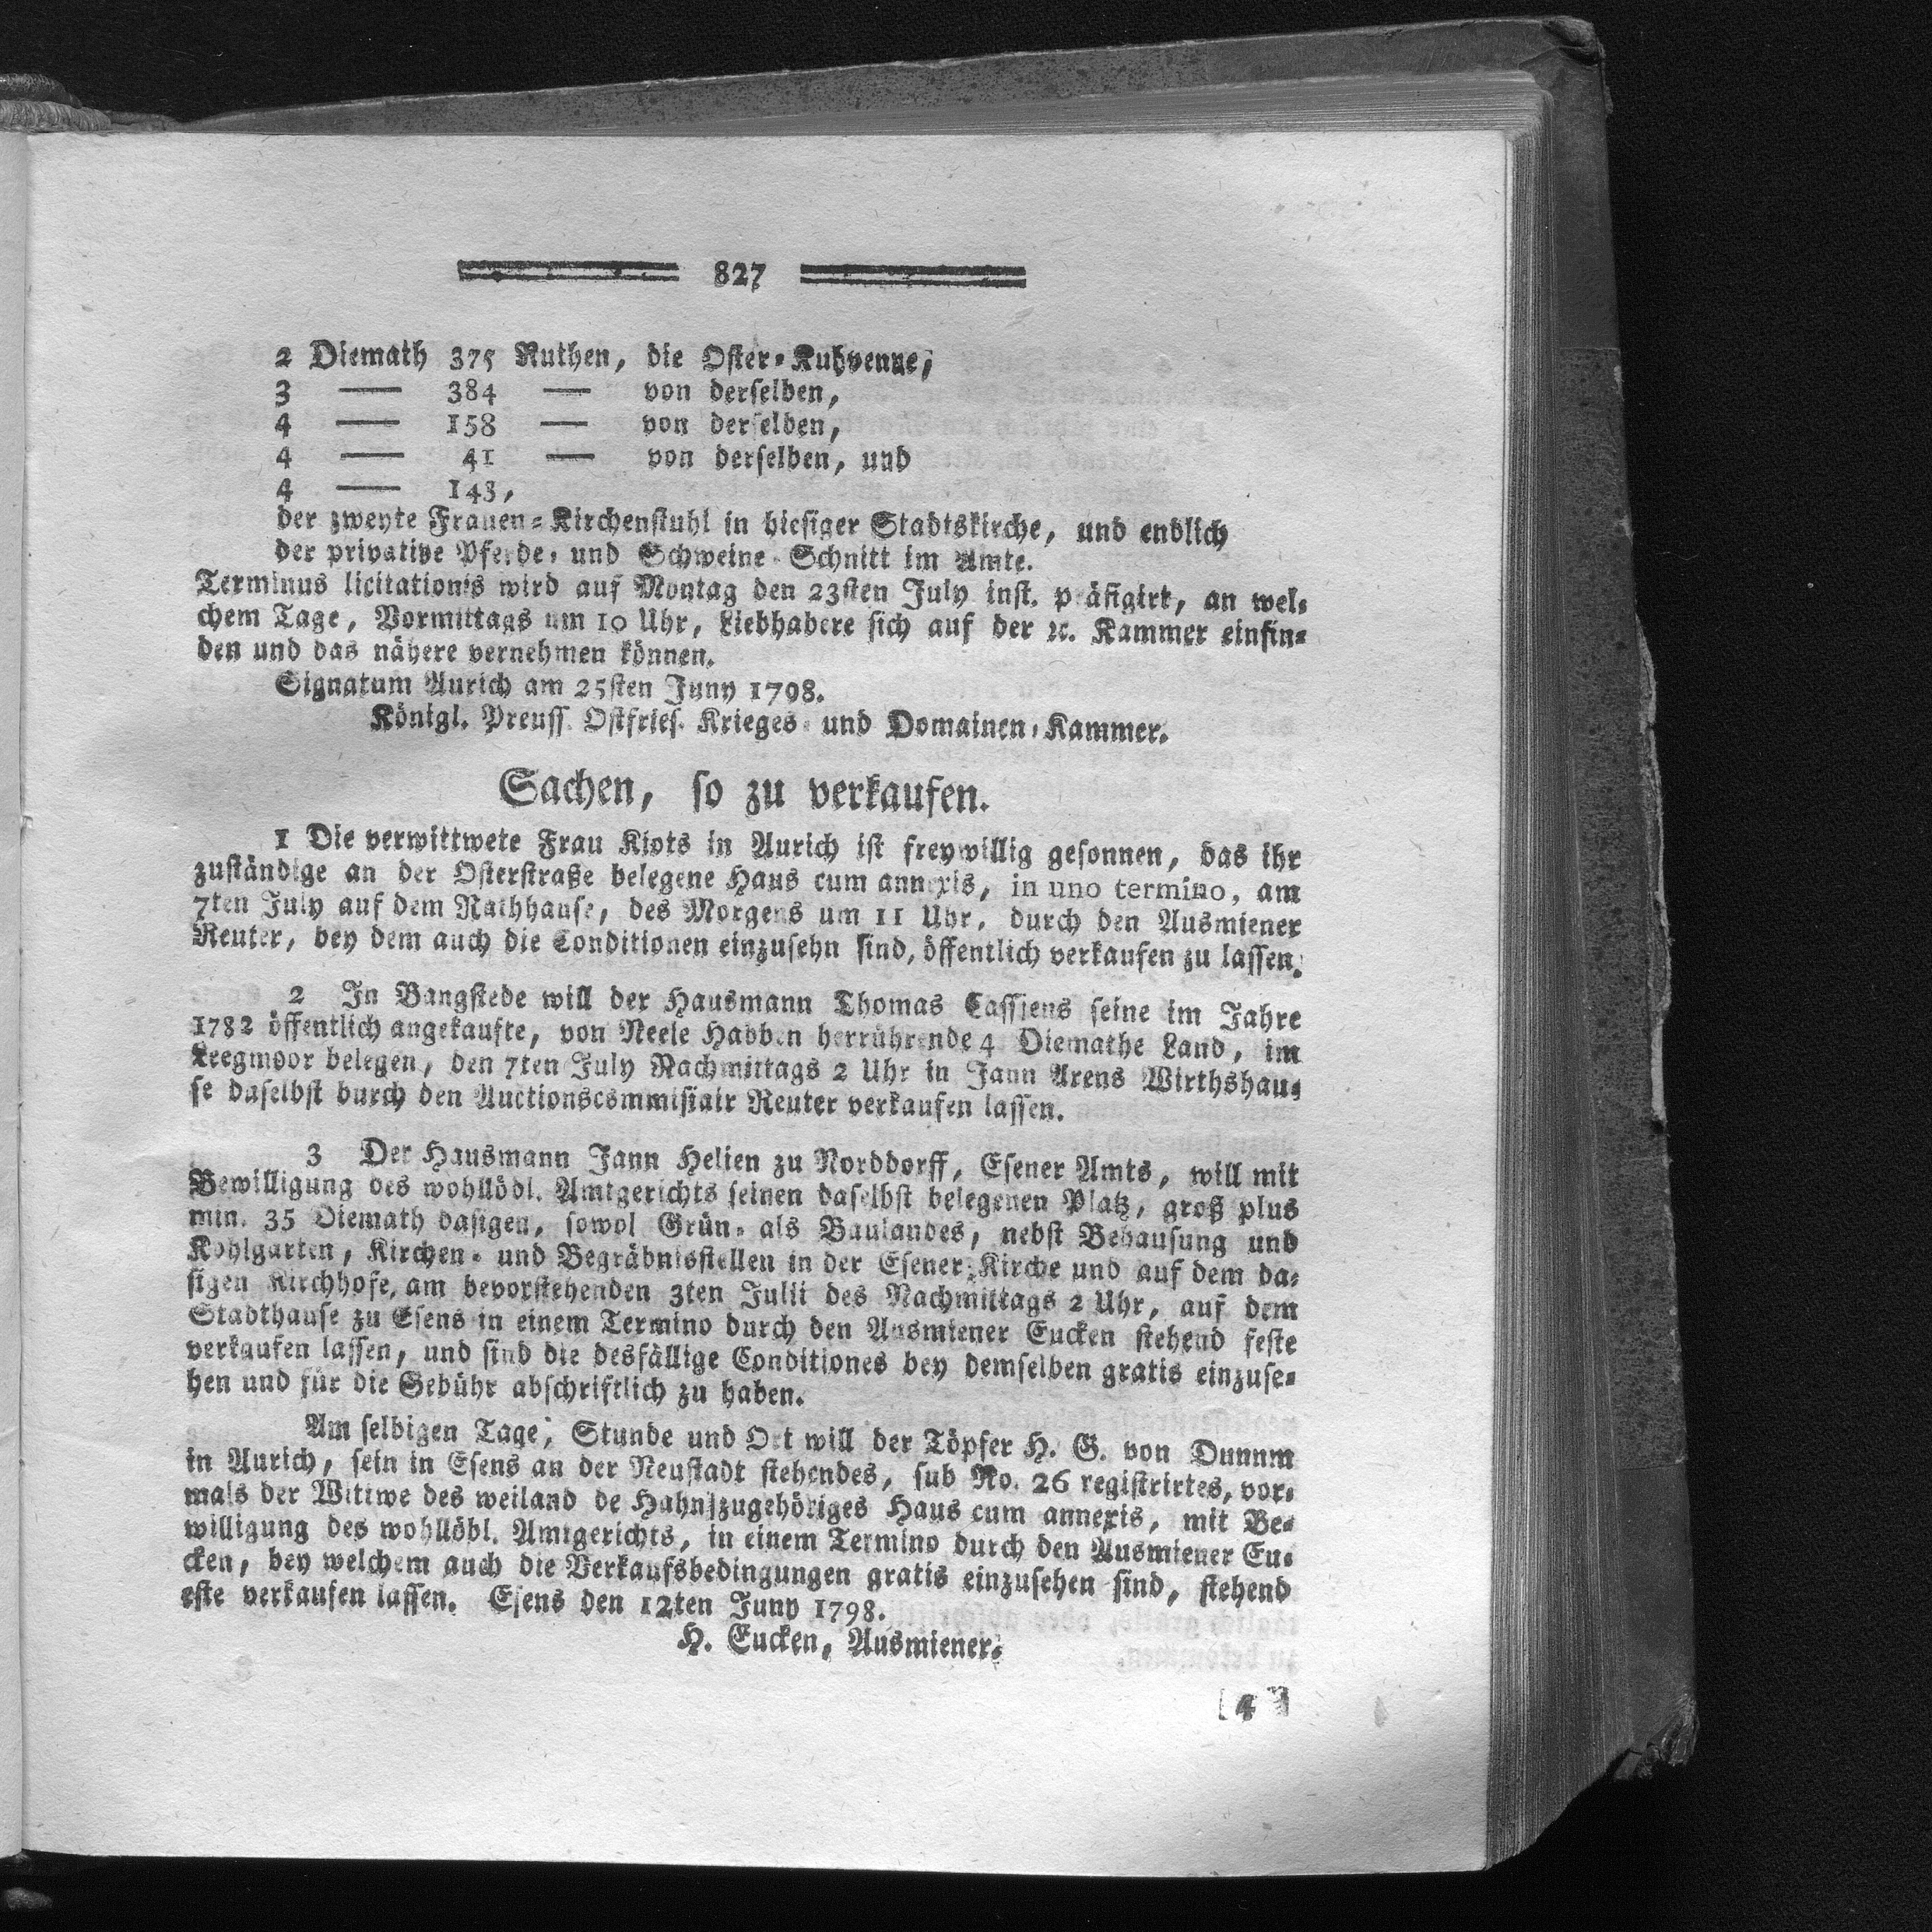 827
2 Diemath 375 Ruthen, die Oster-Kuhvenne,
3 — 384 — von derselben,
4 — 158 — von derselben,
4 — 41 — von derselben, und
4 — 143,
der zweyte Frauen-Kirchenstuhl in hiesiger Stadtskirche, und endlich
der privative Pferde- und Schweine-Schnitt im Amte.
Terminus licitationis wird auf Montag den 23sten July inst. präfigirt, an wel-
chem Tage, Vormittags um 10 Uhr, Liebhabere sich auf der ꝛc. Kammer einfin-
den und das nähere vernehmen können.
Signatum Aurich am 25sten Juny 1798.
Königl. Preuss. Ostfries. Krieges- und Domainen-Kammer.
Sachen, so zu verkaufen.
1 Die verwittwete Frau Kiots in Aurich ist freywillig gesonnen, das ihr
zuständige an der Osterstraße belegene Haus cum annexis, in uno termino, am
7ten July auf dem Rathhause, des Morgens um 11 Uhr, durch den Ausmiener
Reuter, bey dem auch die Conditionen einzusehn sind, öffentlich verkaufen zu lassen.
2 In Bangstede will der Hausmann Thomas Cassjens seine im Jahre
1782 öffentlich angekaufte, von Neele Habben herrührende 4 Diemathe Land, im
Leegmoor belegen, den 7ten July Nachmittags 2 Uhr in Jann Arens Wirthshau-
se daselbst durch den Auctionscommissair Reuter verkaufen lassen.
3 Der Hausmann Jann Helien zu Norddorff, Esener Amts, will mit
Bewilligung des wohllöbl. Amtgerichts seinen daselbst belegenen Platz, groß plus
min. 35 Diemath dasigen, sowol Grün- als Baulandes, nebst Behausung und
Kohlgarten, Kirchen- und Begräbnisstellen in der Esener-Kirche und auf dem da-
sigen Kirchhofe, am bevorstehenden 3ten Julii des Nachmittags 2 Uhr, auf dem
Stadthause zu Esens in einem Termino durch den Ausmiener Eucken stehend feste
verkaufen lassen, und sind die desfällige Conditiones bey demselben gratis einzuse-
hen und für die Gebühr abschriftlich zu haben.
Am selbigen Tage, Stunde und Ort will der Töpfer H. G. von Dunum
in Aurich, sein in Esens an der Neustadt stehendes, sub No. 26 registrirtes, vor-
mals der Wittwe des weiland de Hahn zugehöriges Haus cum annexis, mit Be-
willigung des wohllöbl. Amtgerichts, in einem Termino durch den Ausmiener Eu-
cken, bey welchem auch die Verkaufsbedingungen gratis einzusehen sind, stehend
este verkaufen lassen. Esens den 12ten Juny 1798.
H. Eucken, Ausmiener.
[4]